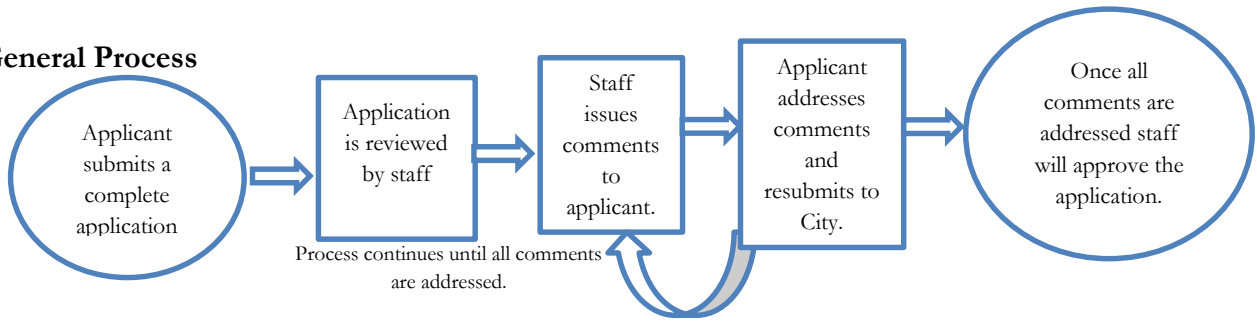 General Process
Applicant
submits a
complete
application
Application
is reviewed
by staff
Staff
issues
comments
to
applicant.
Process continues until all comments
are addressed.
Applicant
addresses
comments
and
resubmits to
City.
Once all
comments are
addressed staff
will approve the
application.